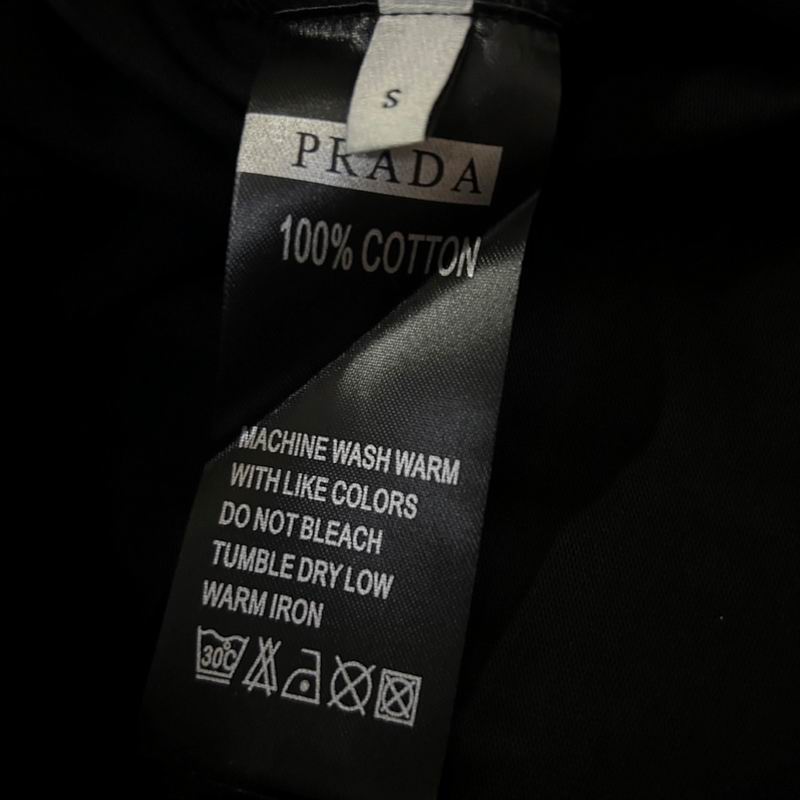 S
PRADA
100% COTTON
MACHINE WASH WARM
WITH LIKE COLORS
DO NOT BLEACH
TUMBLE DRY LOW
WARM IRON
30°C